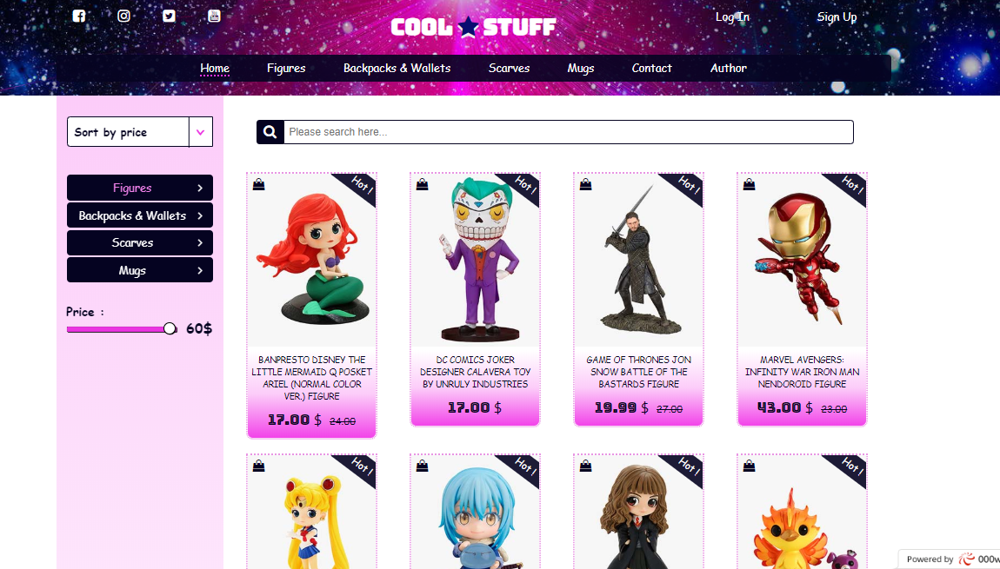 COOL STUFF
Log In
Sign Up
Home
Figures
Backpacks & Wallets
Scarves
Mugs
Contact
Author
Sort by price
Please search here...
Figures
Backpacks & Wallets
Scarves
Mugs
Price :
60$
Hot !
Hot !
Hot !
Hot !
BANPRESTO DISNEY THE
LITTLE MERMAID Q POSKET
ARIEL (NORMAL COLOR
VER.) FIGURE
17.00 $ 24.00
DC COMICS JOKER
DESIGNER CALAVERA TOY
BY UNRULY INDUSTRIES
17.00 $
GAME OF THRONES JON
SNOW BATTLE OF THE
BASTARDS FIGURE
19.99 $ 27.00
MARVEL AVENGERS:
INFINITY WAR IRON MAN
NENDOROID FIGURE
43.00 $ 23.00
Hot !
Hot !
Hot !
Hot !
Powered by 000w